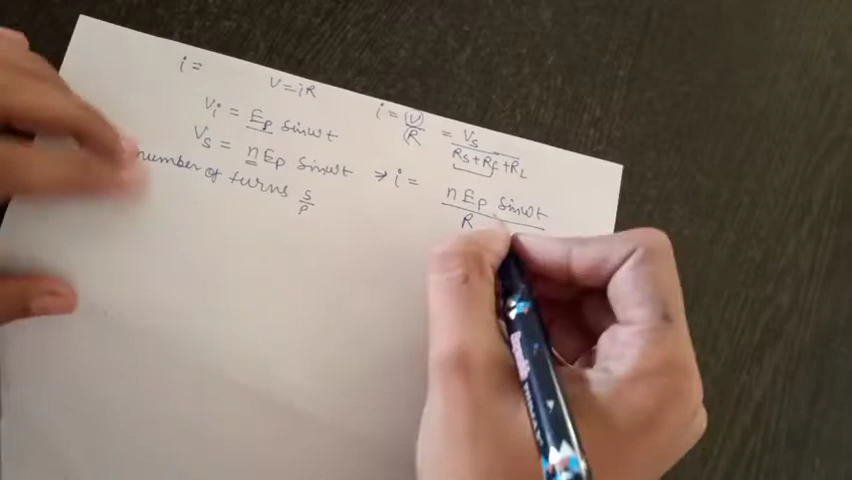 i =
V = iR
i = V/R = Vs/(Rs+Rf+RL)
Vi = Ep sinωt
Vs = nEp sinωt → i = nEp sinωt/R
number of turns S/P